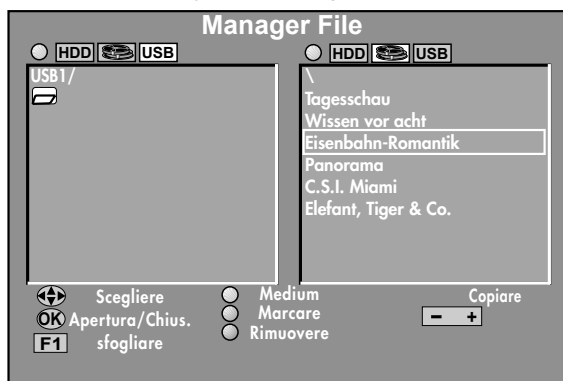 Manager File
HDD USB
USB1/
HDD USB
\
Tagesschau
Wissen vor acht
Eisenbahn-Romantik
Panorama
C.S.I. Miami
Elefant, Tiger & Co.
Scegliere
OK Apertura/Chius.
F1 sfogliare
Medium
Marcare
Rimuovere
Copiare
- +